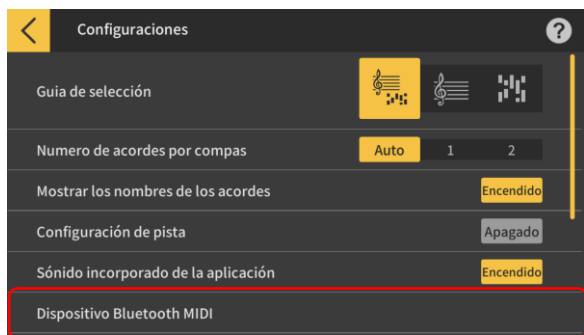 Configuraciones
?
Guia de selección
Numero de acordes por compas
Auto 1 2
Mostrar los nombres de los acordes
Encendido
Configuración de pista
Apagado
Sónido incorporado de la aplicación
Encendido
Dispositivo Bluetooth MIDI